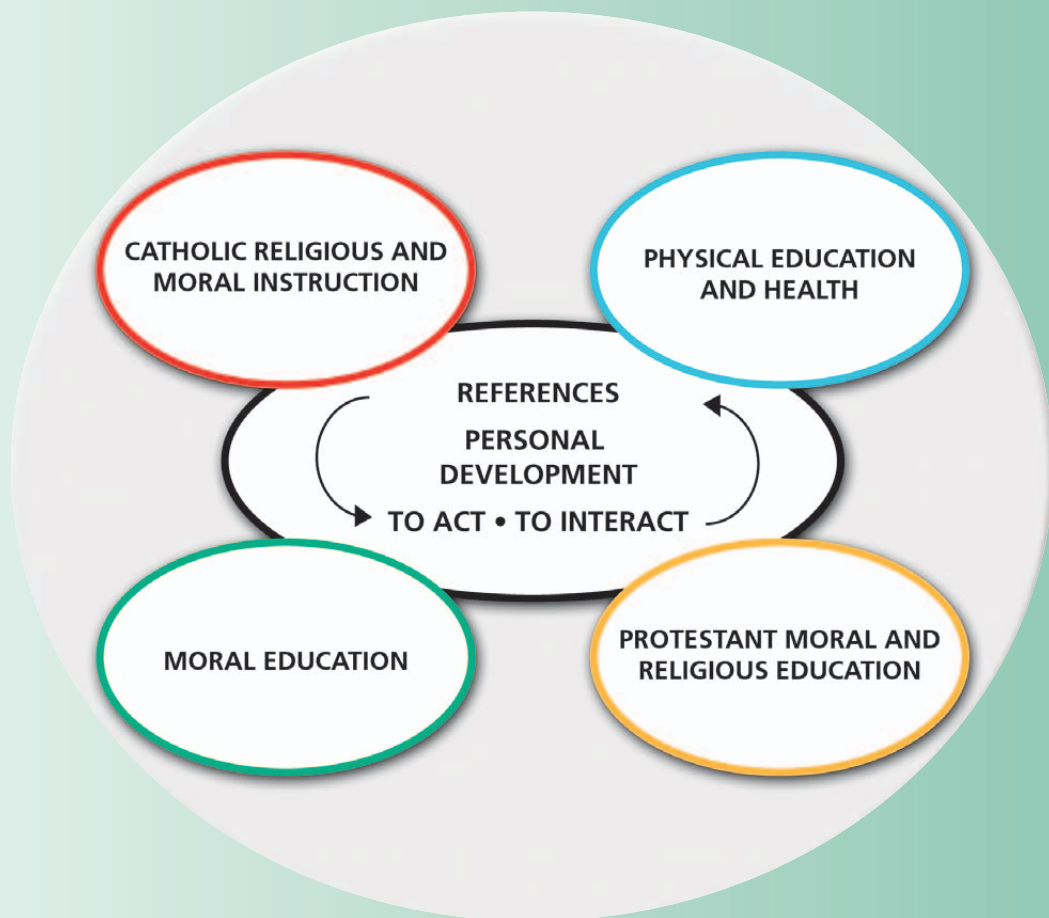 CATHOLIC RELIGIOUS AND
MORAL INSTRUCTION
PHYSICAL EDUCATION
AND HEALTH
REFERENCES
PERSONAL
DEVELOPMENT
TO ACT • TO INTERACT
MORAL EDUCATION
PROTESTANT MORAL AND
RELIGIOUS EDUCATION